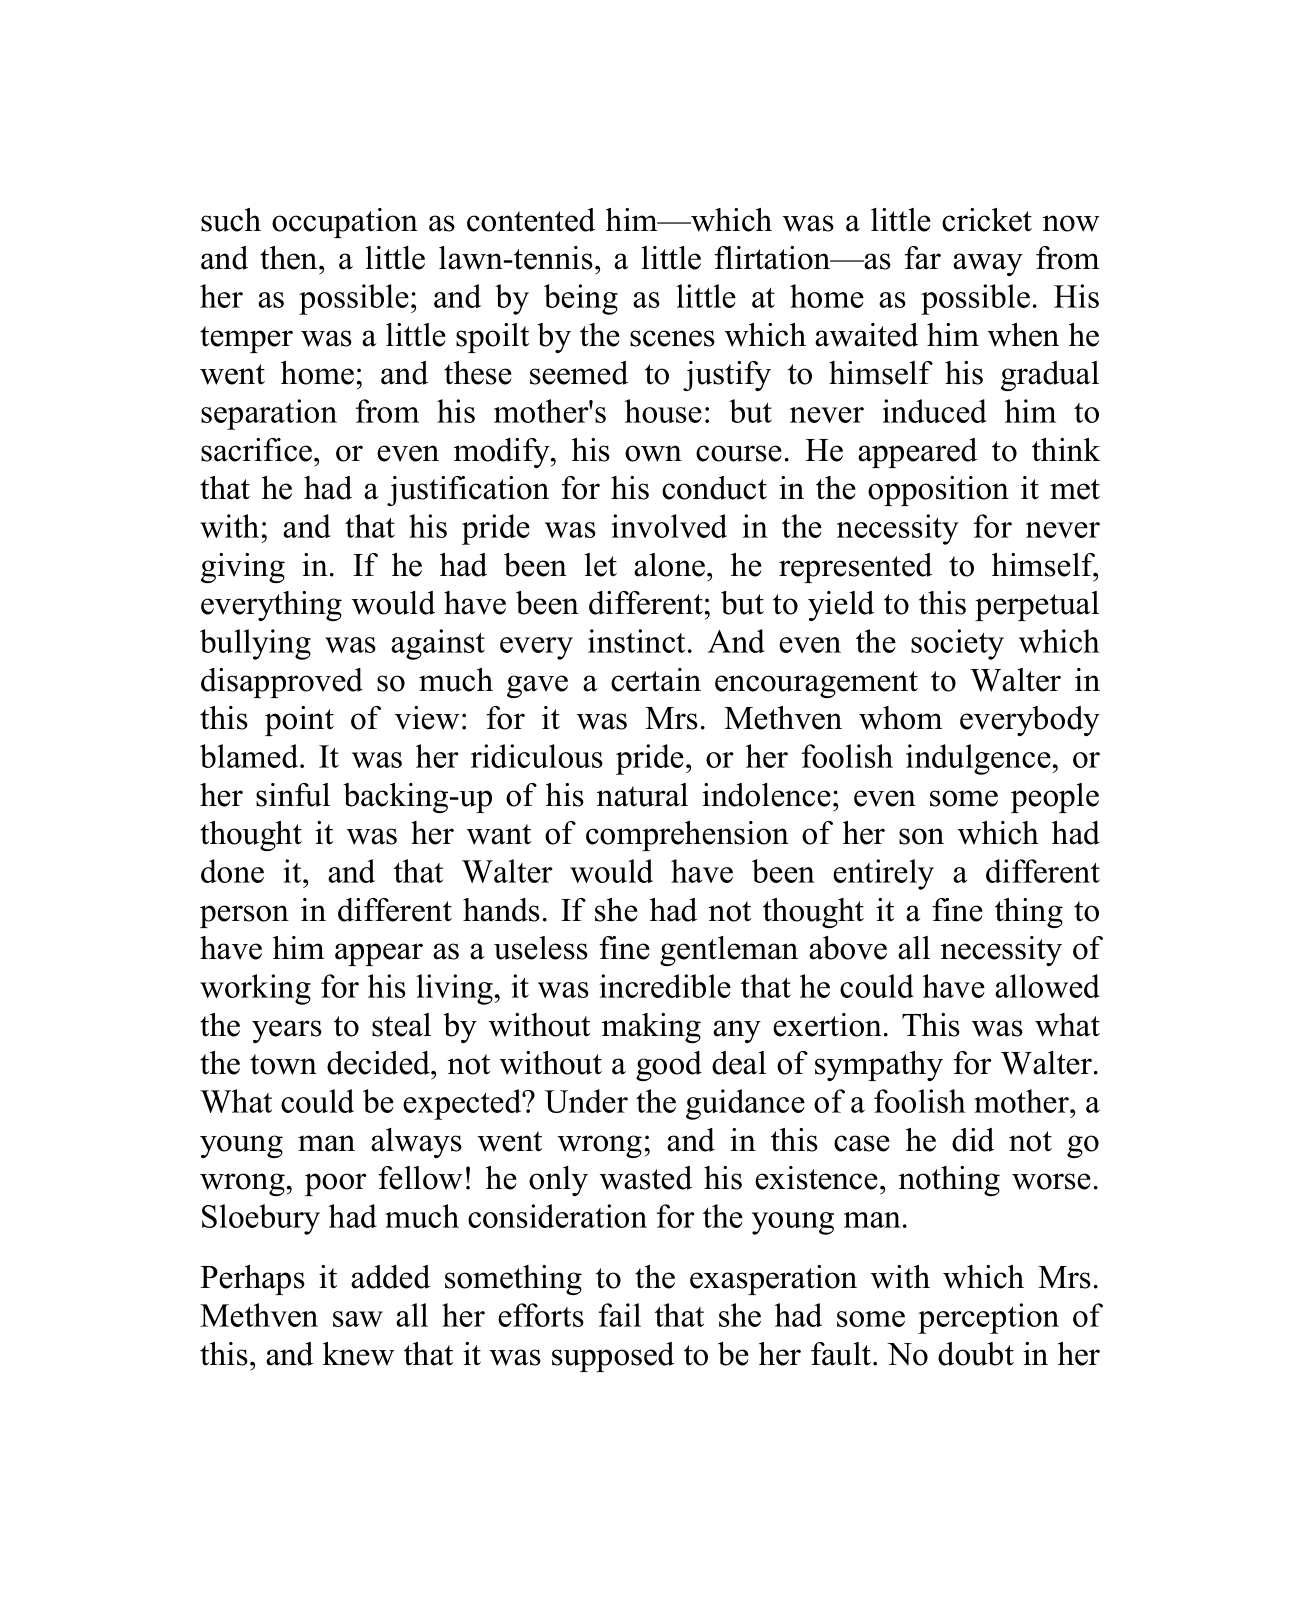 such occupation as contented him—which was a little cricket now
and then, a little lawn-tennis, a little flirtation—as far away from
her as possible; and by being as little at home as possible. His
temper was a little spoilt by the scenes which awaited him when he
went home; and these seemed to justify to himself his gradual
separation from his mother's house: but never induced him to
sacrifice, or even modify, his own course. He appeared to think
that he had a justification for his conduct in the opposition it met
with; and that his pride was involved in the necessity for never
giving in. If he had been let alone, he represented to himself,
everything would have been different; but to yield to this perpetual
bullying was against every instinct. And even the society which
disapproved so much gave a certain encouragement to Walter in
this point of view: for it was Mrs. Methven whom everybody
blamed. It was her ridiculous pride, or her foolish indulgence, or
her sinful backing-up of his natural indolence; even some people
thought it was her want of comprehension of her son which had
done it, and that Walter would have been entirely a different
person in different hands. If she had not thought it a fine thing to
have him appear as a useless fine gentleman above all necessity of
working for his living, it was incredible that he could have allowed
the years to steal by without making any exertion. This was what
the town decided, not without a good deal of sympathy for Walter.
What could be expected? Under the guidance of a foolish mother, a
young man always went wrong; and in this case he did not go
wrong, poor fellow! he only wasted his existence, nothing worse.
Sloebury had much consideration for the young man.
Perhaps it added something to the exasperation with which Mrs.
Methven saw all her efforts fail that she had some perception of
this, and knew that it was supposed to be her fault. No doubt in her